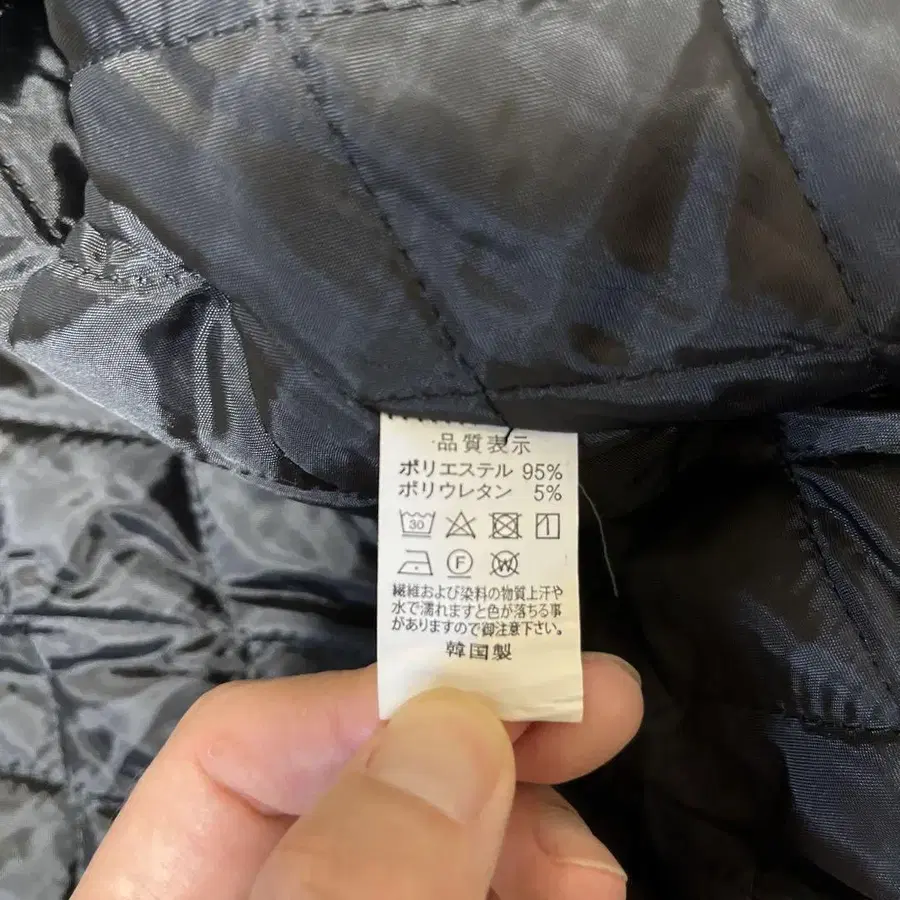 品質表示
ポリエステル 95%
ポリウレタン 5%
30
F W
繊維および染料の物質上汗や
水で濡れますと色が落ちる事
がありますので御注意下さい。
韓国製